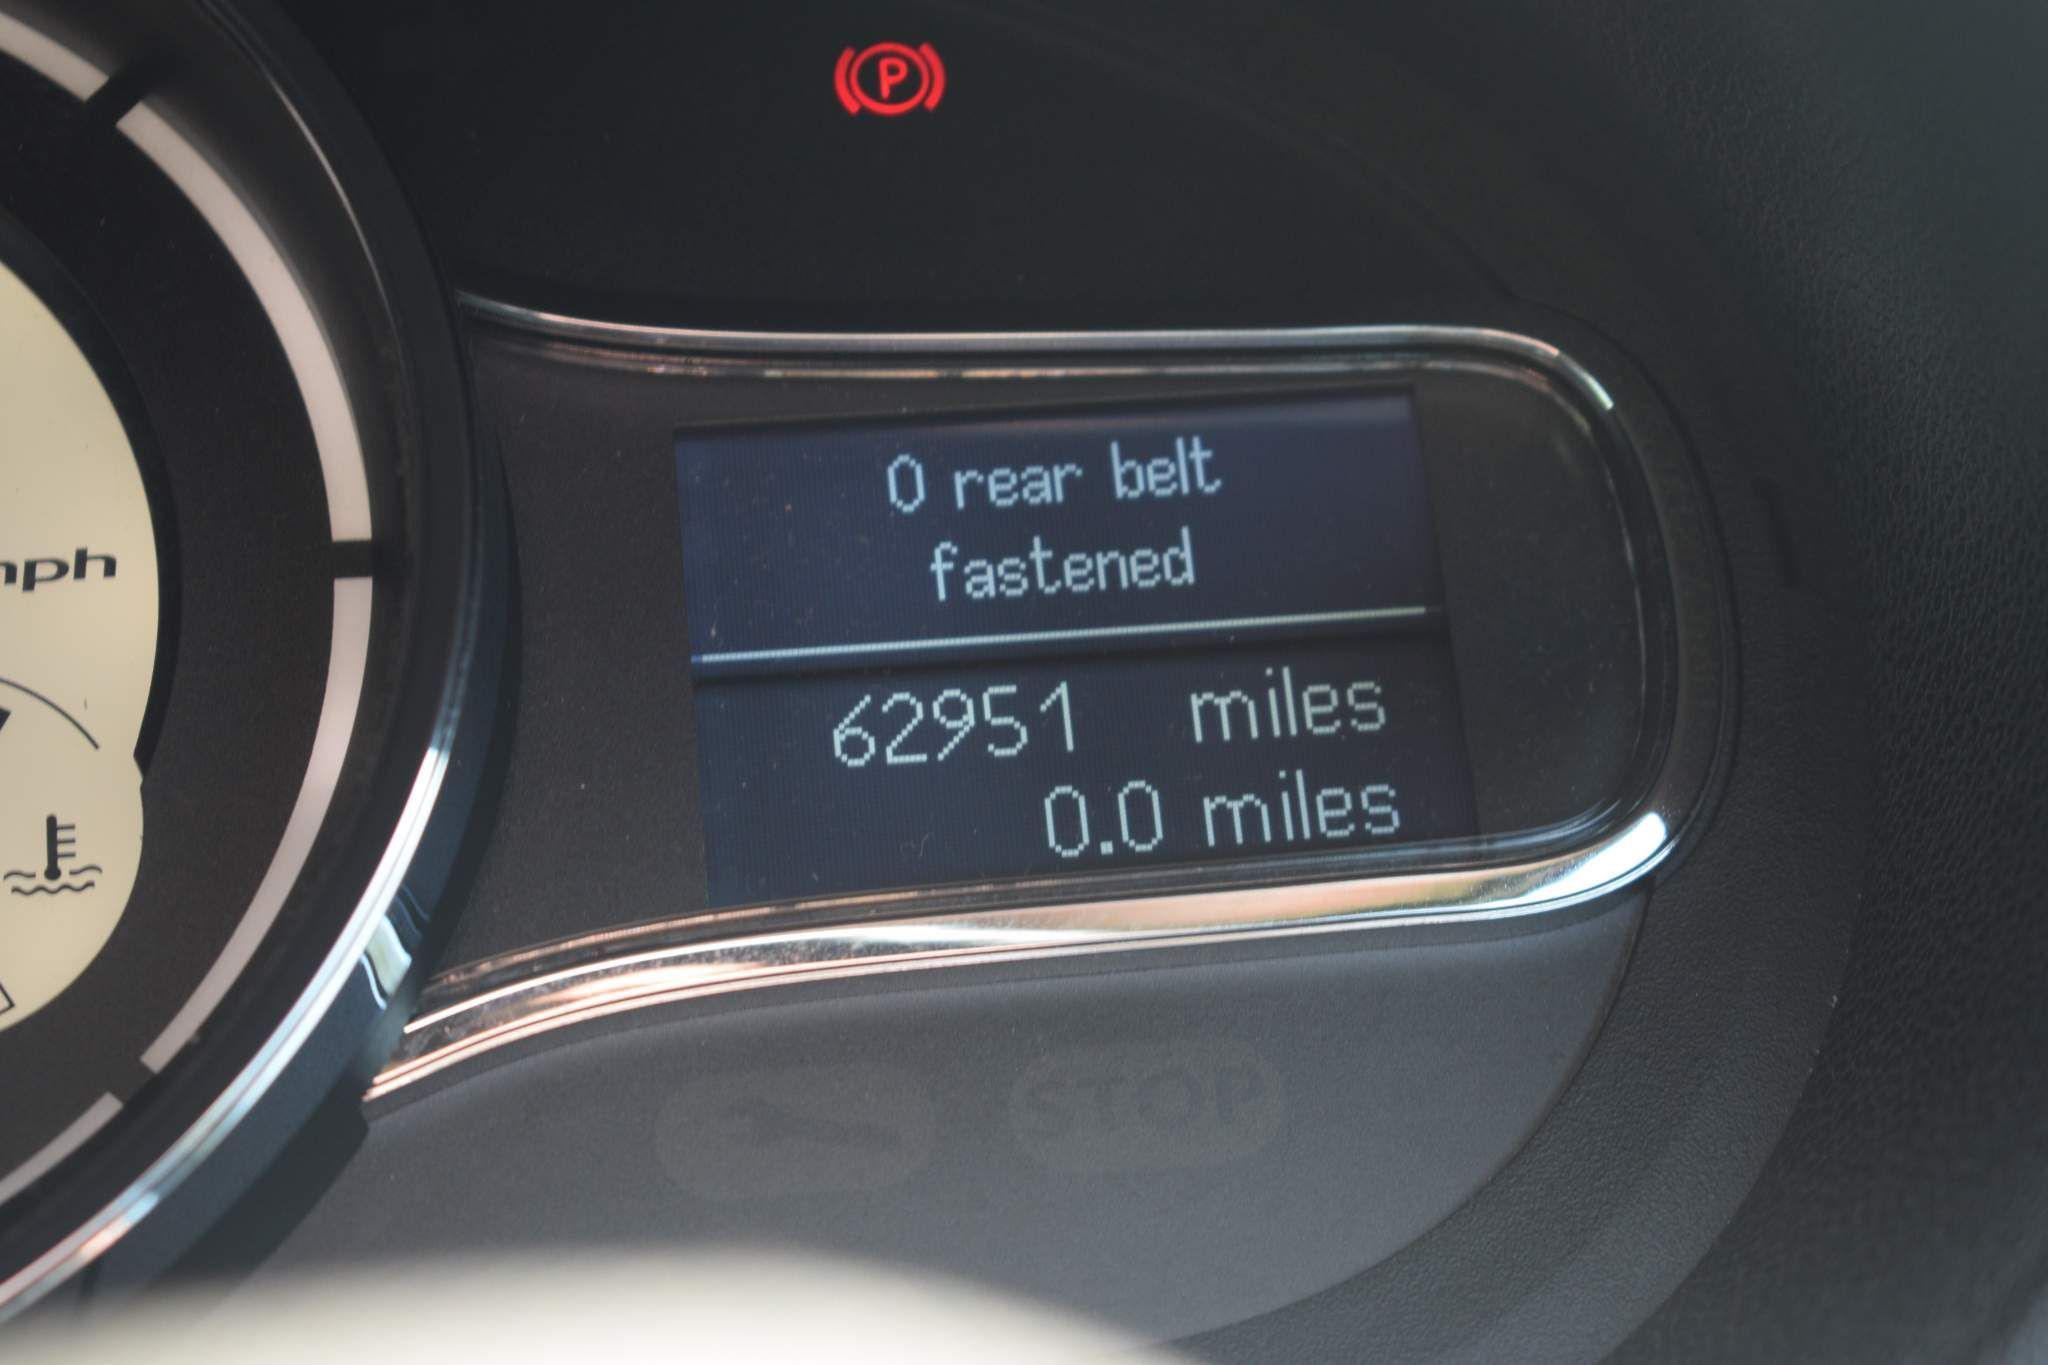 P
0 rear belt
fastened
mph
62951 miles
0.0 miles
STOP